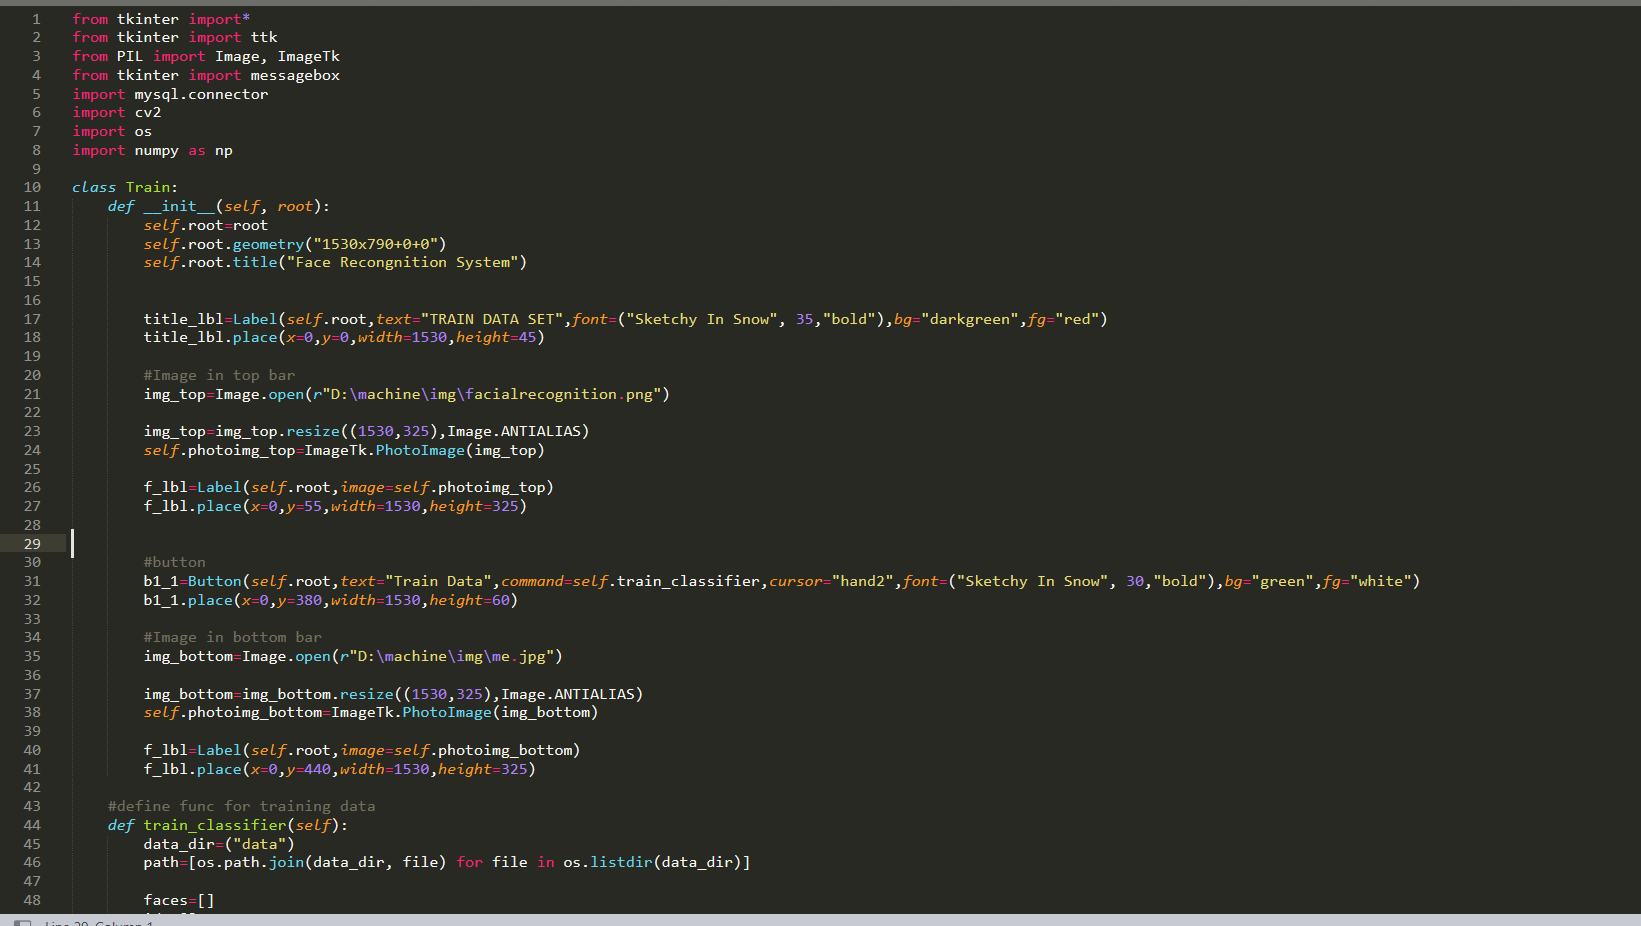 1 from tkinter import*
2 from tkinter import ttk
3 from PIL import Image, ImageTk
4 from tkinter import messagebox
5 import mysql.connector
6 import cv2
7 import os
8 import numpy as np
9
10 class Train:
11     def __init__(self, root):
12         self.root=root
13         self.root.geometry("1530x790+0+0")
14         self.root.title("Face Recongnition System")
15
16
17         title_lbl=Label(self.root,text="TRAIN DATA SET",font=("Sketchy In Snow", 35,"bold"),bg="darkgreen",fg="red")
18         title_lbl.place(x=0,y=0,width=1530,height=45)
19
20         #Image in top bar
21         img_top=Image.open(r"D:\machine\img\facialrecognition.png")
22
23         img_top=img_top.resize((1530,325),Image.ANTIALIAS)
24         self.photoimg_top=ImageTk.PhotoImage(img_top)
25
26         f_lbl=Label(self.root,image=self.photoimg_top)
27         f_lbl.place(x=0,y=55,width=1530,height=325)
28
29
30         #button
31         b1_1=Button(self.root,text="Train Data",command=self.train_classifier,cursor="hand2",font=("Sketchy In Snow", 30,"bold"),bg="green",fg="white")
32         b1_1.place(x=0,y=380,width=1530,height=60)
33
34         #Image in bottom bar
35         img_bottom=Image.open(r"D:\machine\img\me.jpg")
36
37         img_bottom=img_bottom.resize((1530,325),Image.ANTIALIAS)
38         self.photoimg_bottom=ImageTk.PhotoImage(img_bottom)
39
40         f_lbl=Label(self.root,image=self.photoimg_bottom)
41         f_lbl.place(x=0,y=440,width=1530,height=325)
42
43     #define func for training data
44     def train_classifier(self):
45         data_dir=("data")
46         path=[os.path.join(data_dir, file) for file in os.listdir(data_dir)]
47
48         faces=[]
Line 29, Column 1